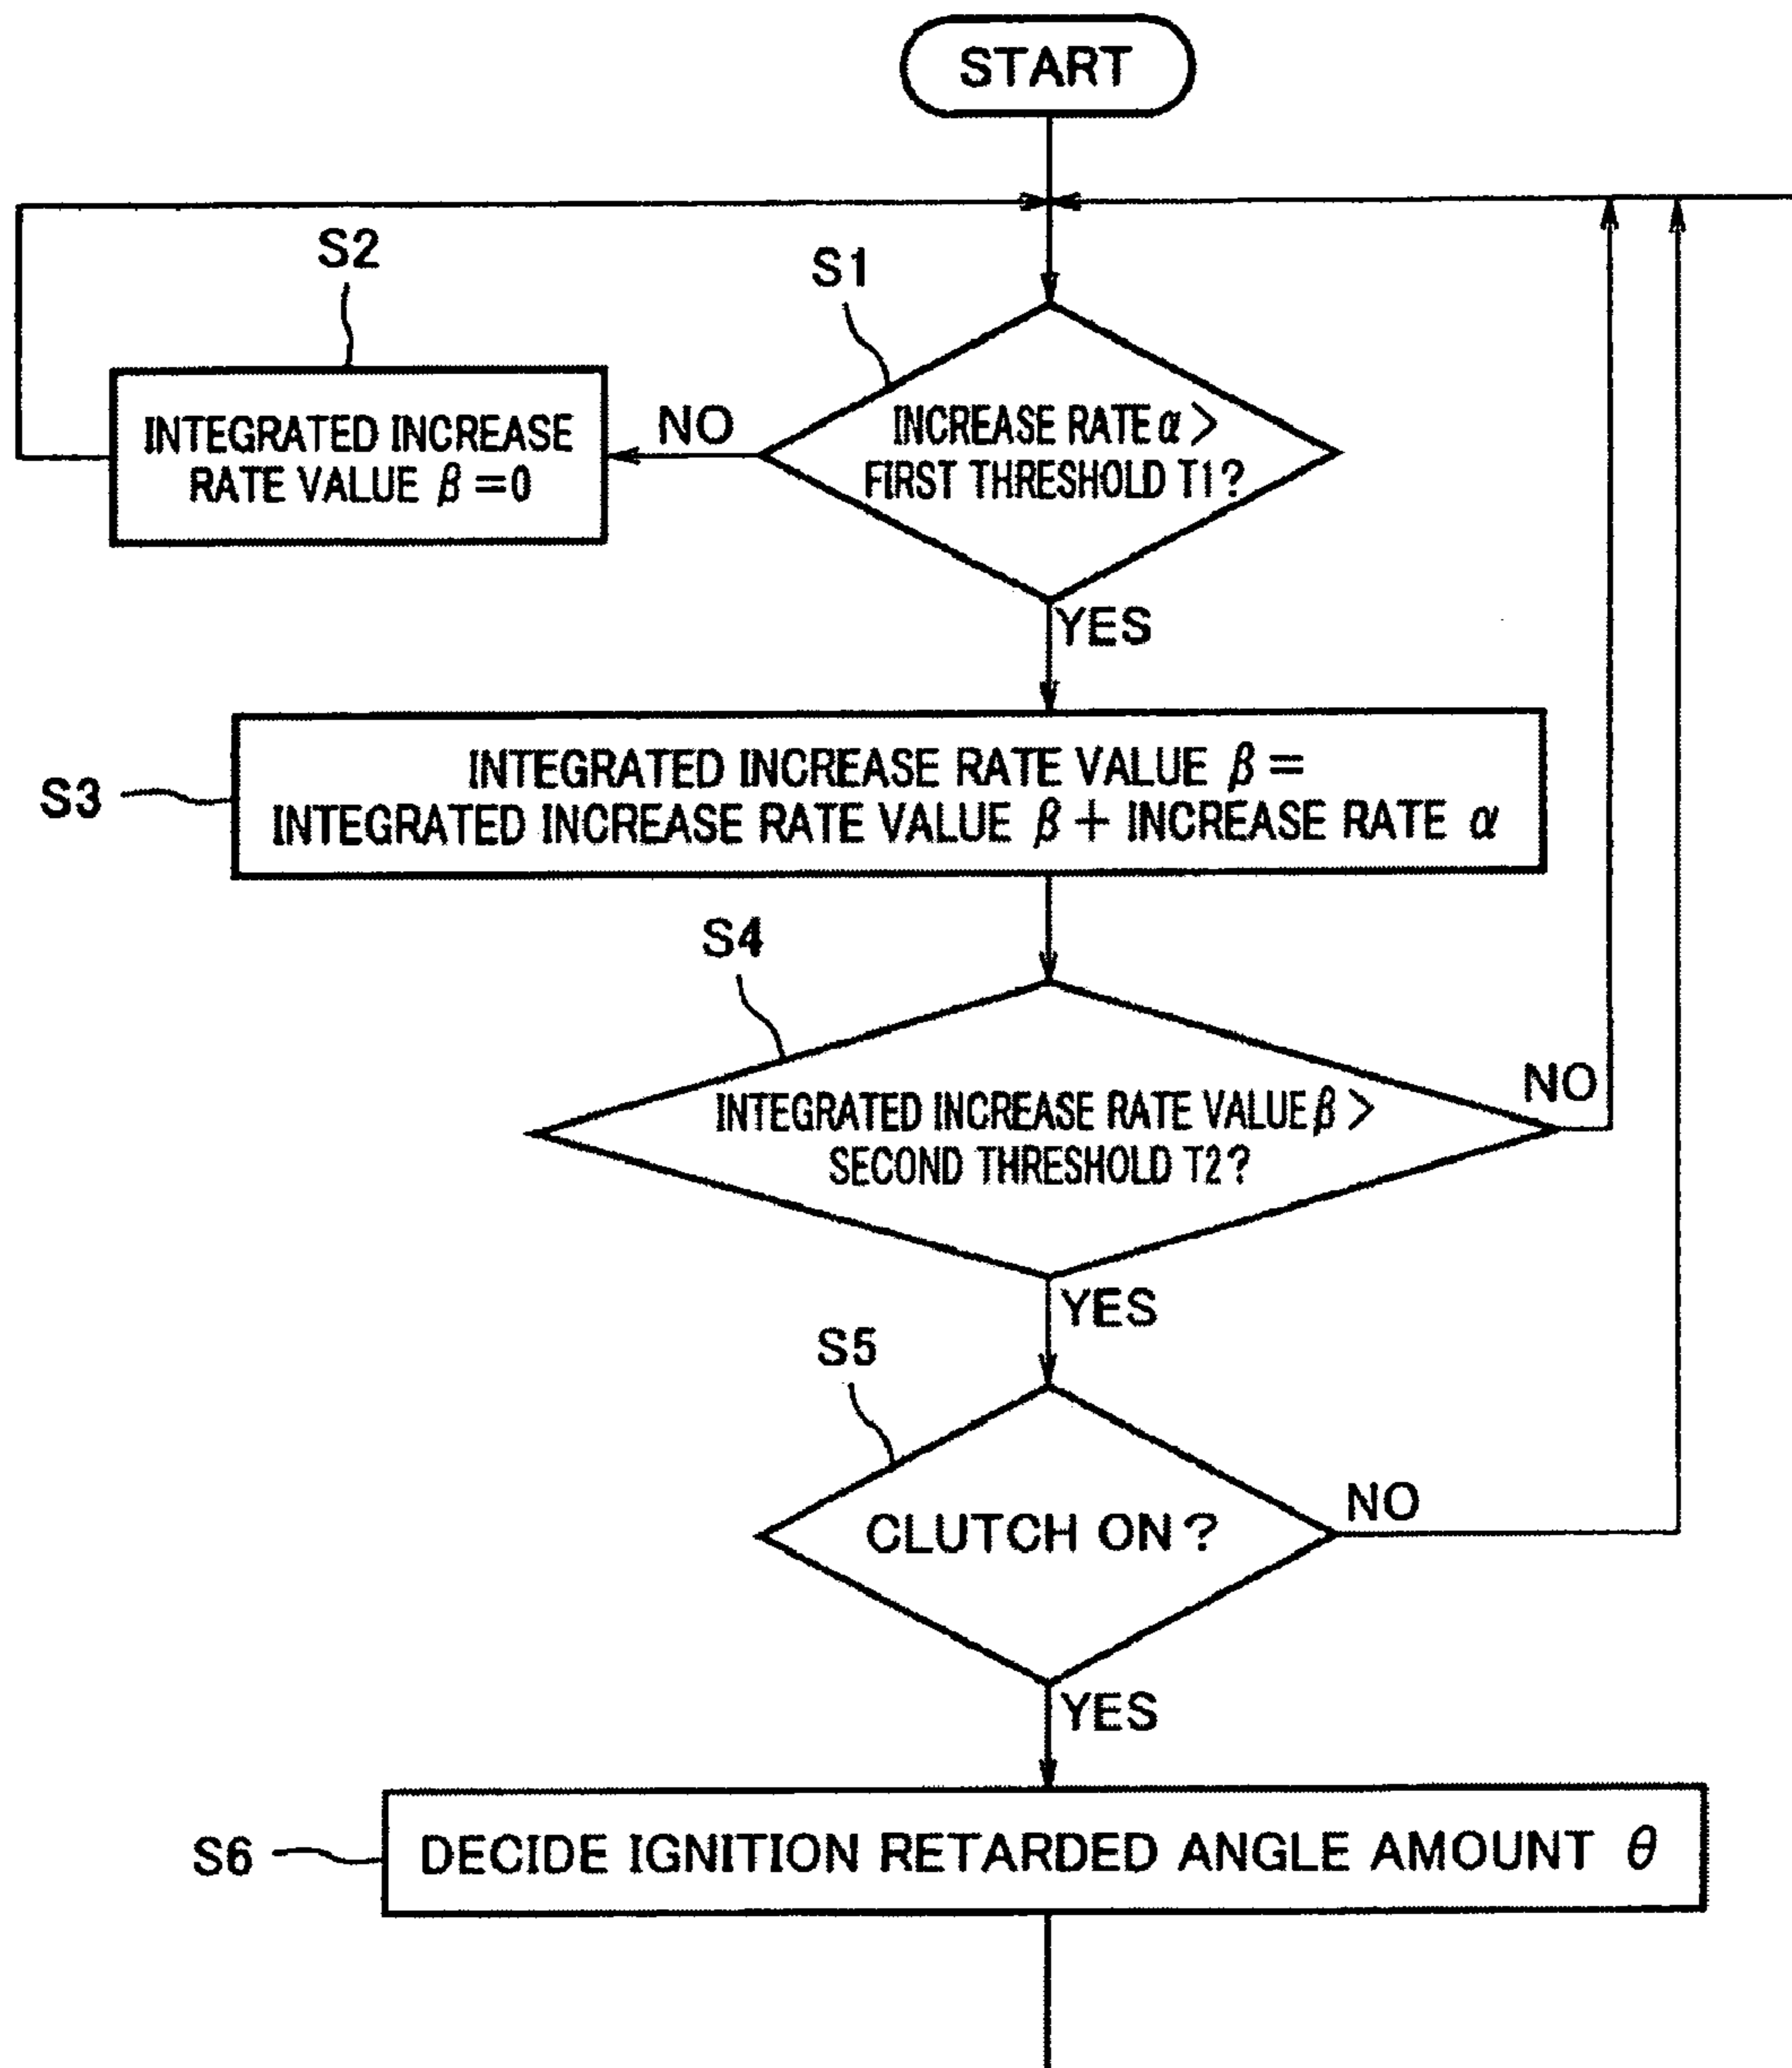 START
S2
S1
INTEGRATED INCREASE
RATE VALUE β=0
NO
INCREASE RATE α >
FIRST THRESHOLD T1?
YES
S3
INTEGRATED INCREASE RATE VALUE β =
INTEGRATED INCREASE RATE VALUE β + INCREASE RATE α
S4
INTEGRATED INCREASE RATE VALUE β >
SECOND THRESHOLD T2?
NO
YES
S5
CLUTCH ON?
NO
YES
S6
DECIDE IGNITION RETARDED ANGLE AMOUNT θ